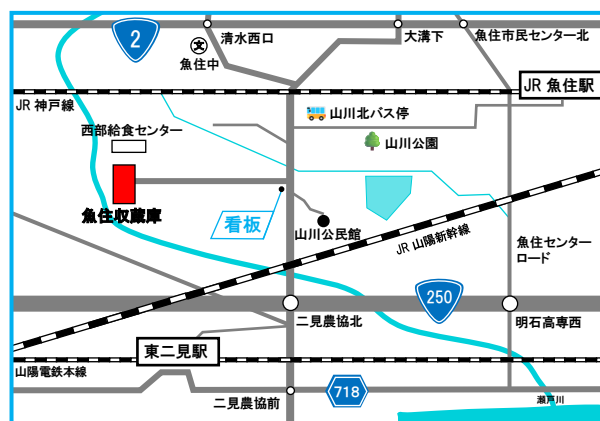 2
清水西口
大溝下
魚住市民センター北
魚住中
JR 魚住駅
JR 神戸線
山川北バス停
西部給食センター
山川公園
魚住収蔵庫
看板
山川公民館
JR 山陽新幹線
魚住センター
ロード
250
二見農協北
明石高専西
東二見駅
山陽電鉄本線
718
二見農協前
瀬戸川